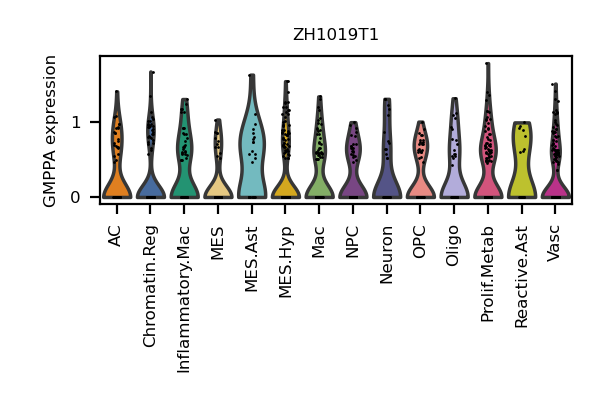 ZH1019T1
GMPPA expression
1
0
AC
Chromatin.Reg
Inflammatory.Mac
MES
MES.Ast
MES.Hyp
Mac
NPC
Neuron
OPC
Oligo
Prolif.Metab
Reactive.Ast
Vasc